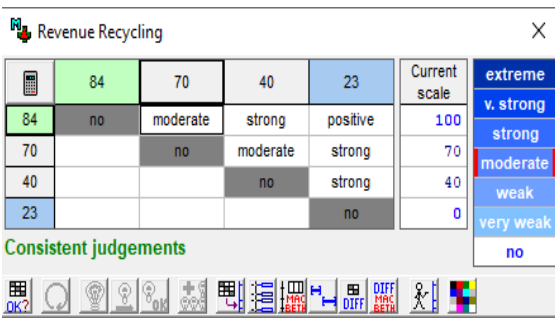 Revenue Recycling
84 70 40 23 Current scale extreme
v. strong
84 no moderate strong positive 100 strong
70 no moderate strong 70 moderate
40 no strong 40 weak
23 no 0 very weak
Consistent judgements no
OK? OK MAC BETH DIFF DIFF MAC BETH